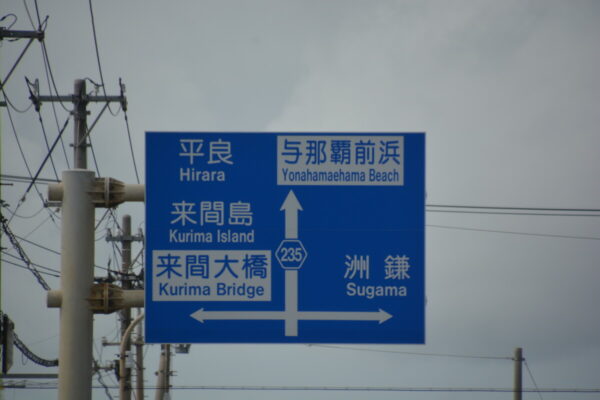 平良
Hirara
与那覇前浜
Yonahamaehama Beach
来間島
Kurima Island
来間大橋
Kurima Bridge
235
洲鎌
Sugama